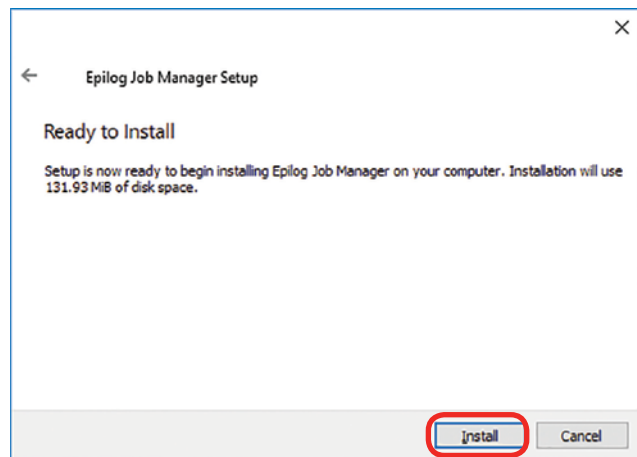 Epilog Job Manager Setup
Ready to Install
Setup is now ready to begin installing Epilog Job Manager on your computer. Installation will use
131.93 MiB of disk space.
Install Cancel